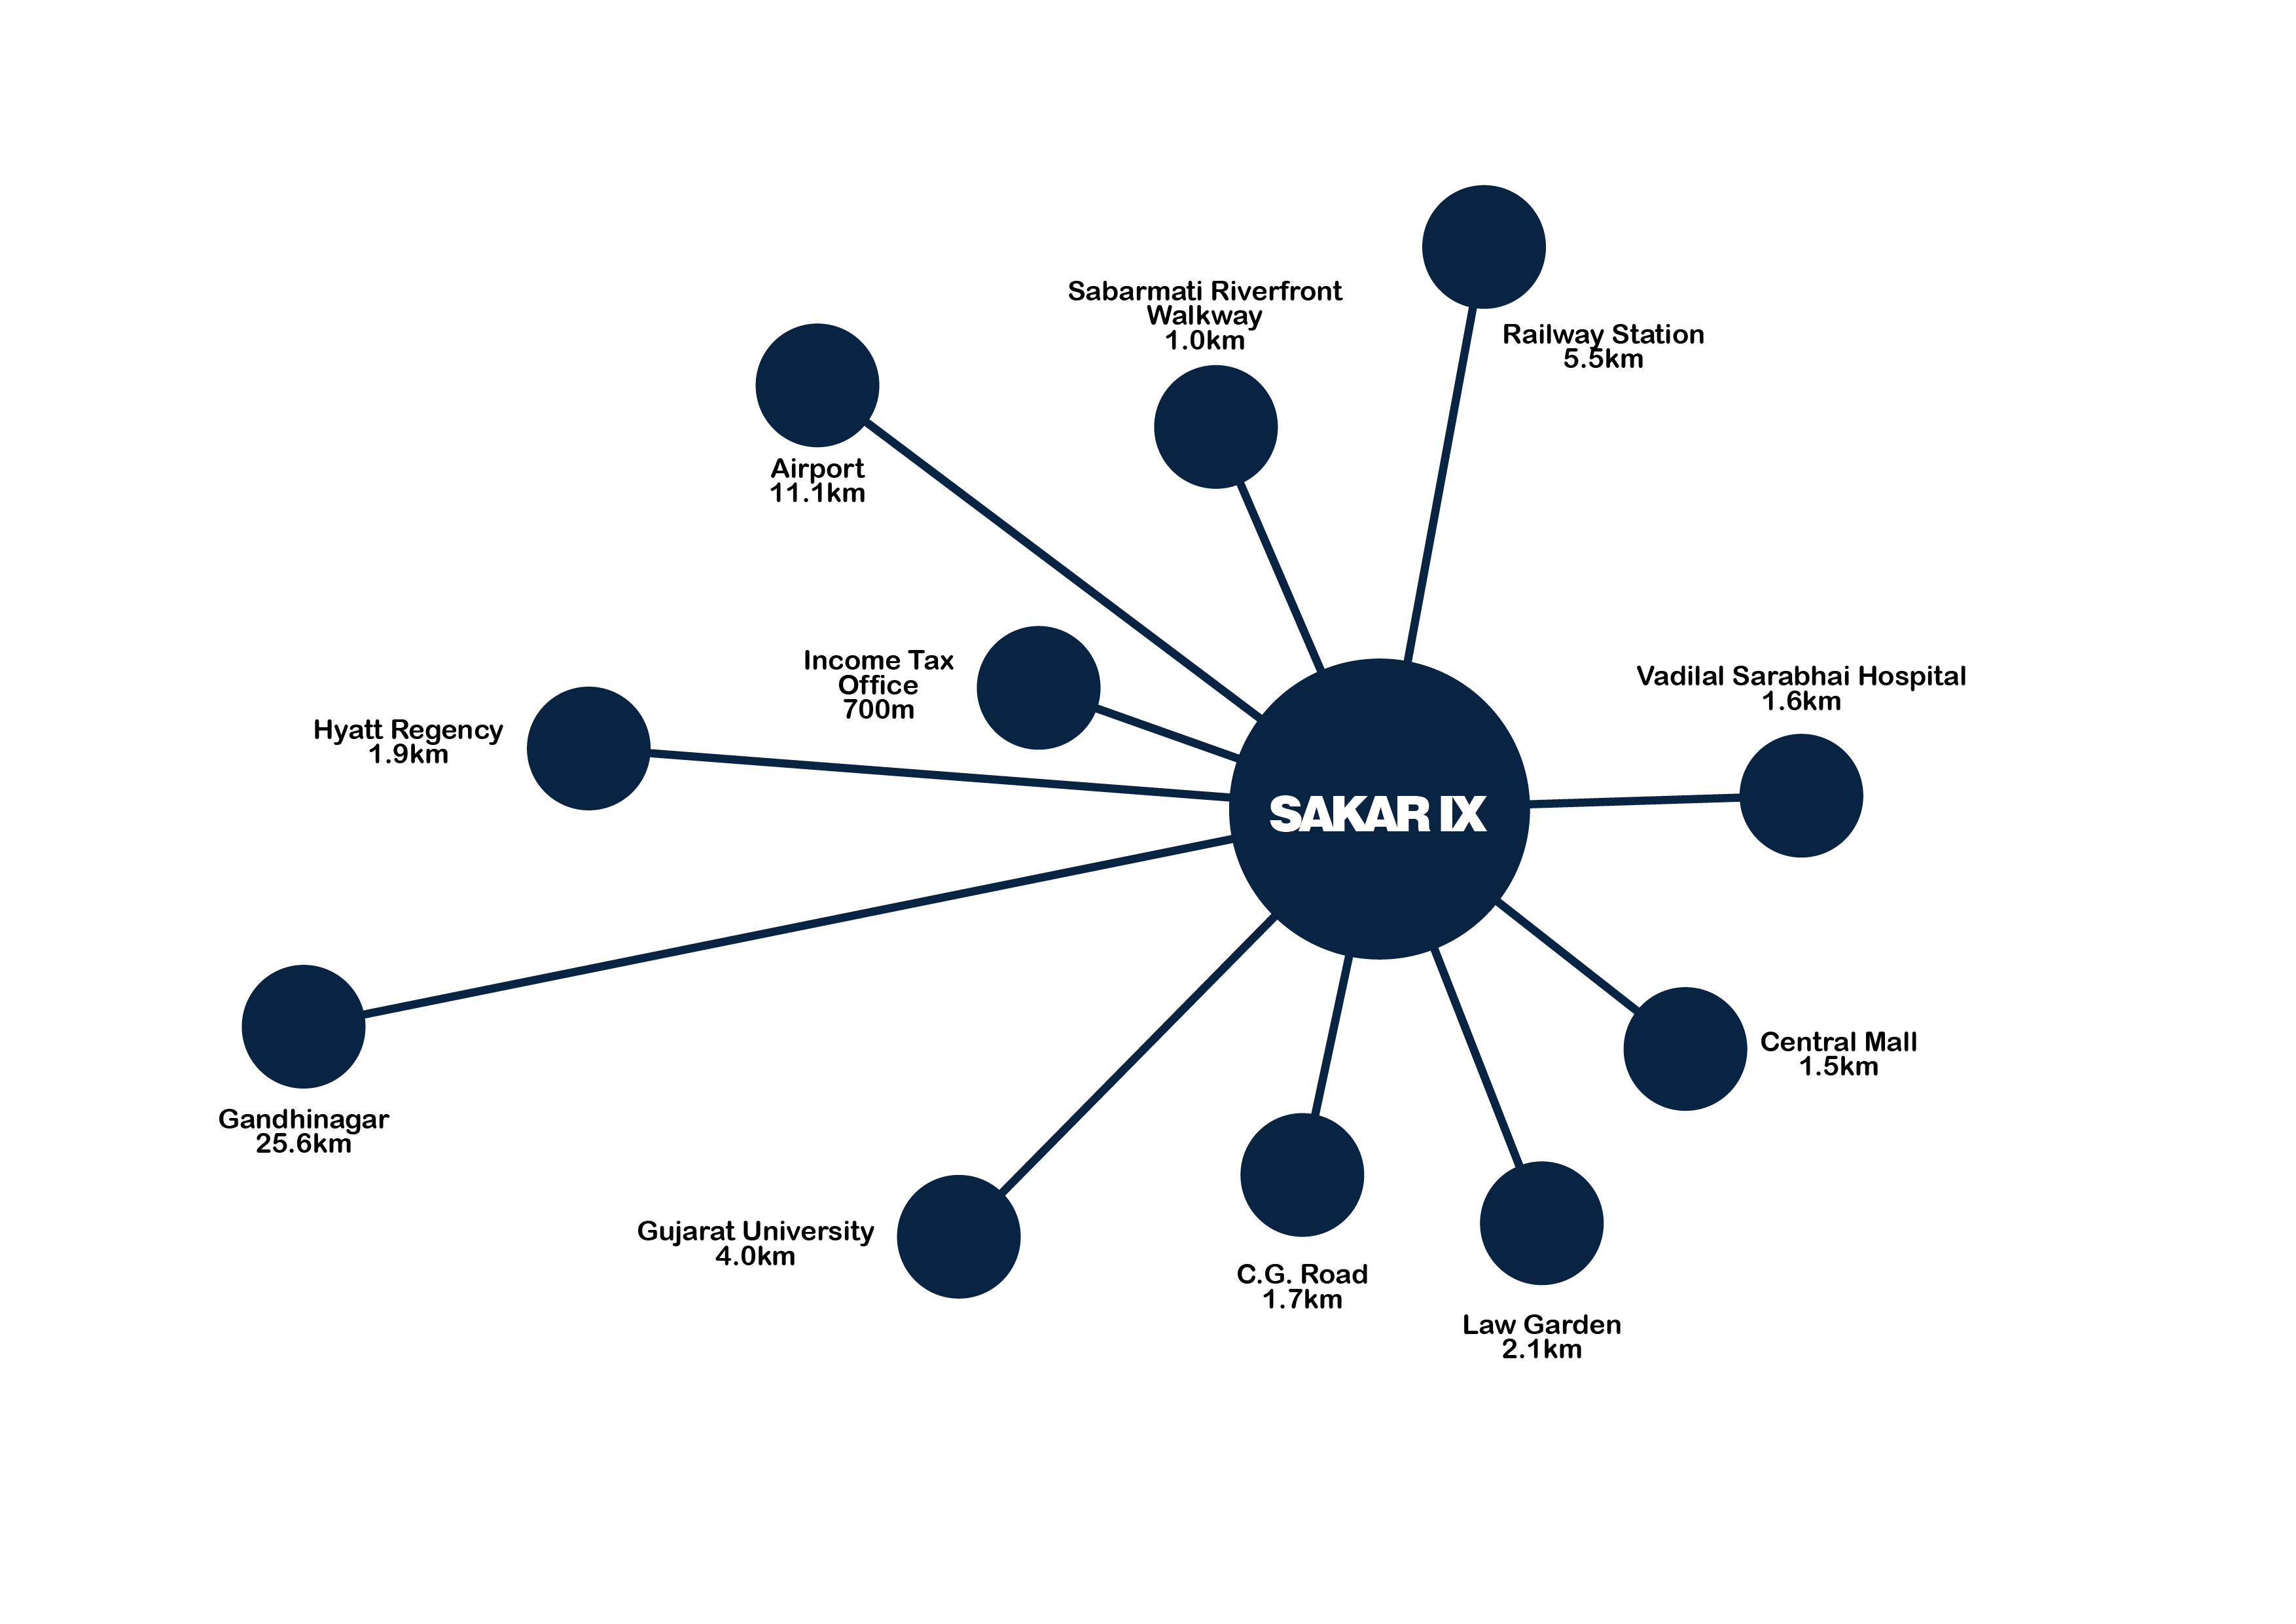 Sabarmati Riverfront
Walkway
1.0km
Railway Station
5.5km
Airport
11.1km
Income Tax
Office
700m
Vadilal Sarabhai Hospital
1.6km
Hyatt Regency
1.9km
SAKAR IX
Central Mall
1.5km
Gandhinagar
25.6km
Gujarat University
4.0km
C.G. Road
1.7km
Law Garden
2.1km